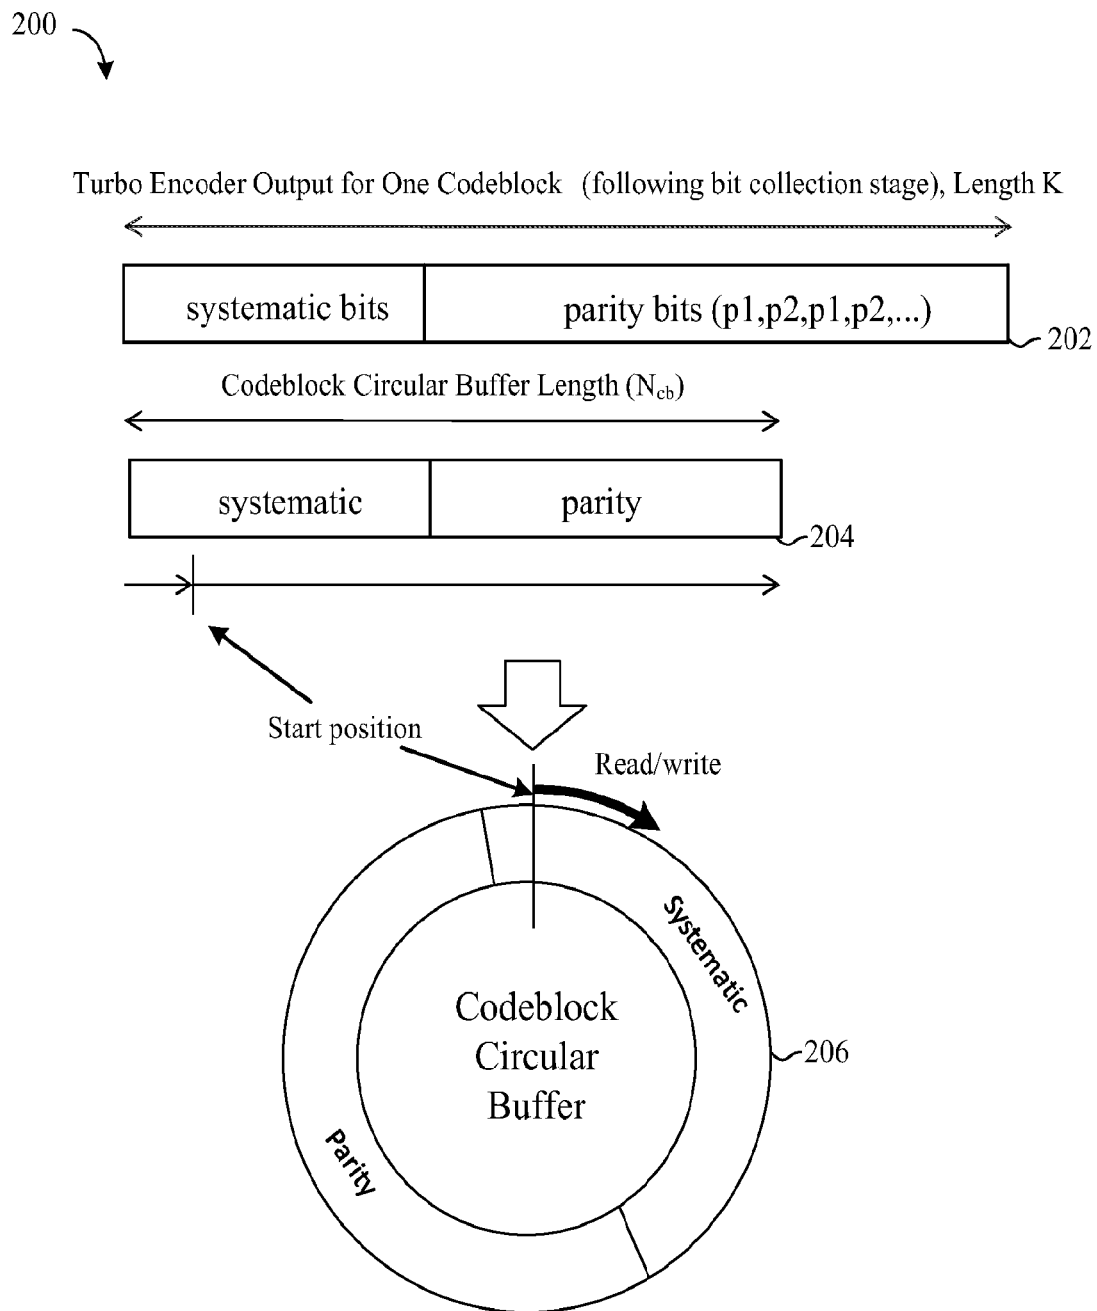 200
Turbo Encoder Output for One Codeblock (following bit collection stage), Length K
systematic bits
parity bits (p1,p2,p1,p2,...)
202
Codeblock Circular Buffer Length (Ncb)
systematic
parity
204
Start position
Read/write
Systematic
Codeblock
Circular
Buffer
206
Parity